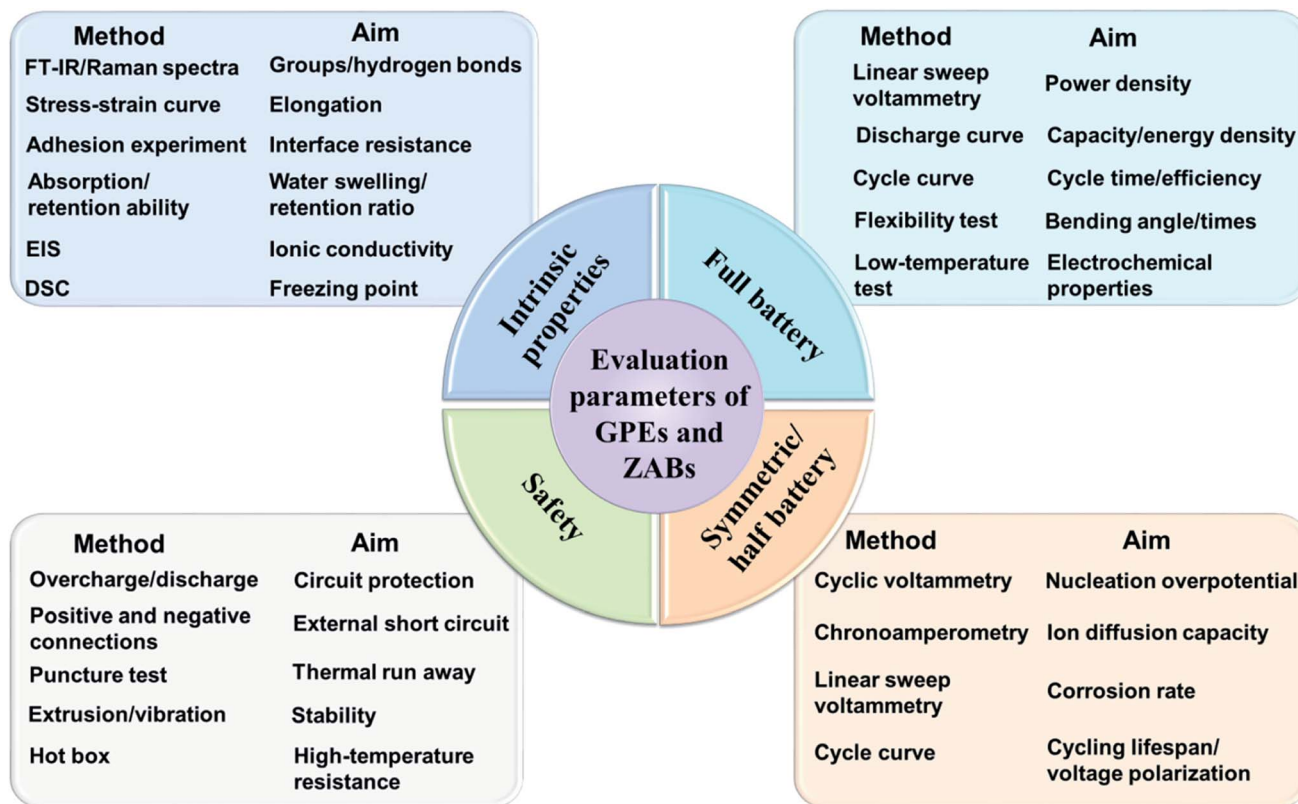 Method Aim
FT-IR/Raman spectra Groups/hydrogen bonds
Stress-strain curve Elongation
Adhesion experiment Interface resistance
Absorption/ Water swelling/
retention ability retention ratio
EIS Ionic conductivity
DSC Freezing point
Method Aim
Linear sweep
voltammetry Power density
Discharge curve Capacity/energy density
Cycle curve Cycle time/efficiency
Flexibility test Bending angle/times
Low-temperature Electrochemical
test properties
Intrinsic
properties
Full battery
Evaluation
parameters of
GPEs and
ZABs
Safety
Symmetric/
half battery
Method Aim
Overcharge/discharge Circuit protection
Positive and negative
connections External short circuit
Puncture test Thermal run away
Extrusion/vibration Stability
Hot box High-temperature
resistance
Method Aim
Cyclic voltammetry Nucleation overpotential
Chronoamperometry Ion diffusion capacity
Linear sweep
voltammetry Corrosion rate
Cycle curve Cycling lifespan/
voltage polarization